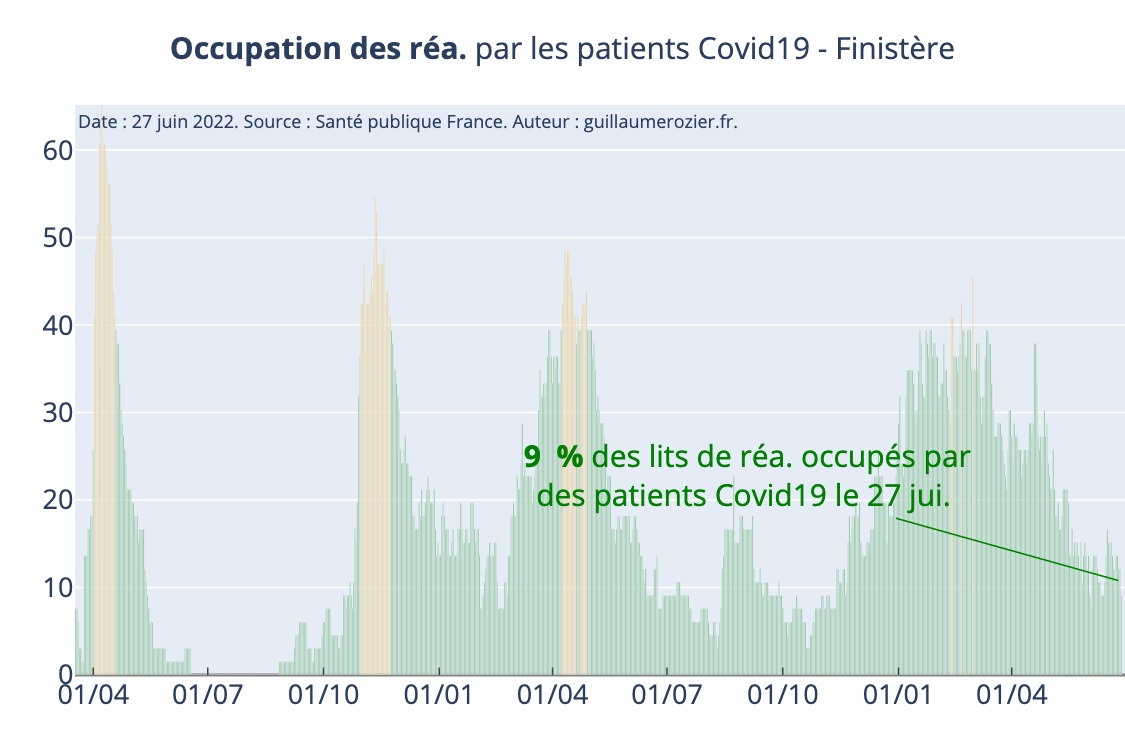 Occupation des réa. par les patients Covid19 - Finistère
Date : 27 juin 2022. Source : Santé publique France. Auteur : guillaumerozier.fr.
60
50
40
30
9 % des lits de réa. occupés par
des patients Covid19 le 27 jui.
20
10
0
01/04 01/07 01/10 01/01 01/04 01/07 01/10 01/01 01/04